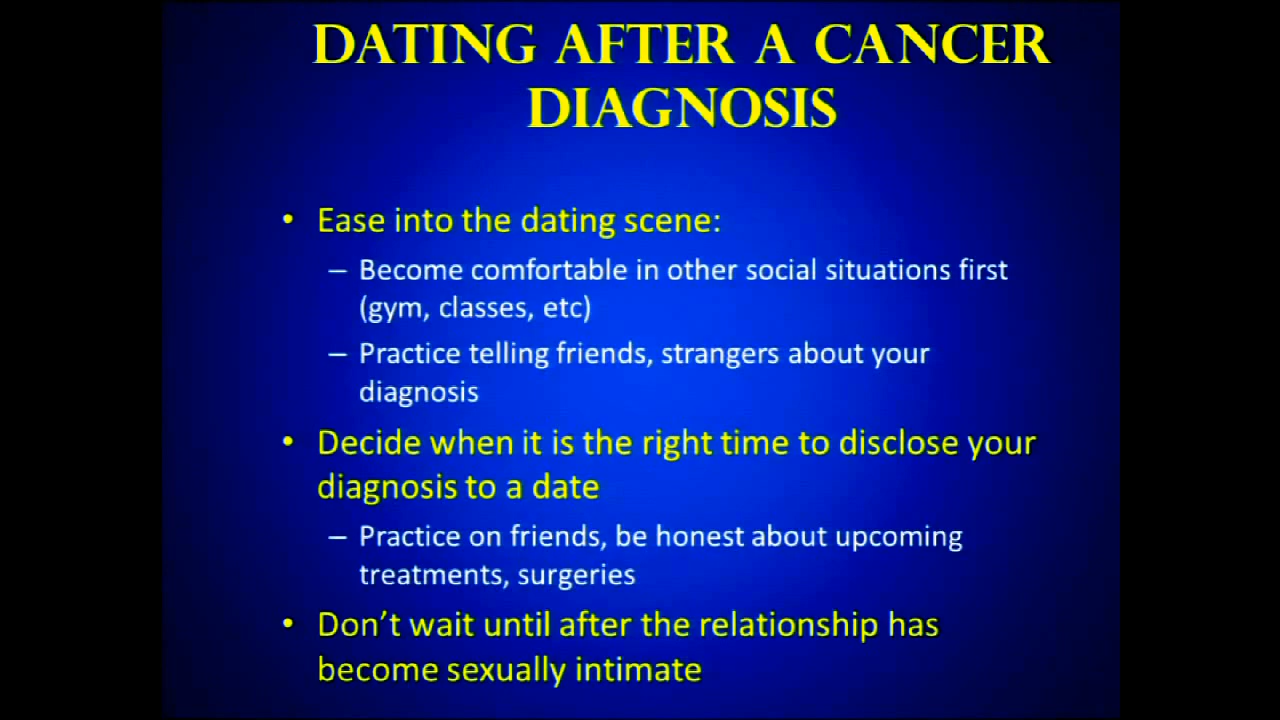 DATING AFTER A CANCER
DIAGNOSIS
• Ease into the dating scene:
– Become comfortable in other social situations first
(gym, classes, etc)
– Practice telling friends, strangers about your
diagnosis
• Decide when it is the right time to disclose your
diagnosis to a date
– Practice on friends, be honest about upcoming
treatments, surgeries
• Don’t wait until after the relationship has
become sexually intimate